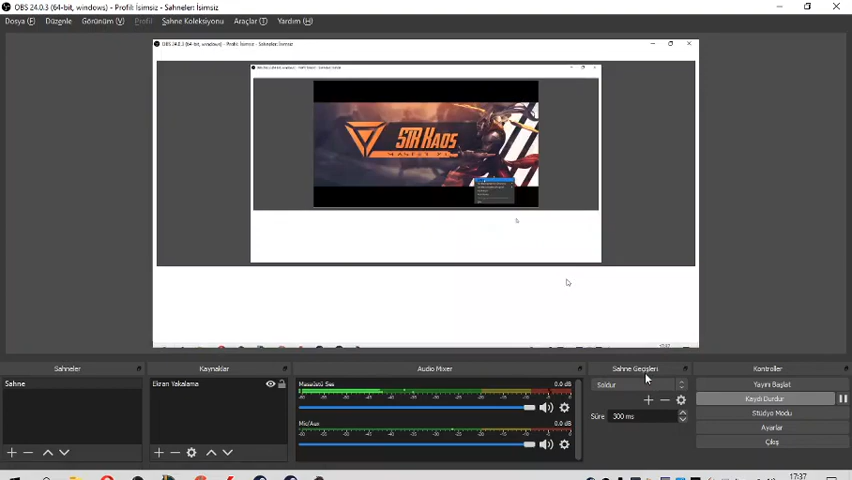 OBS 24.0.3 (64-bit, windows) - Profil: İsimsiz - Sahneler: İsimsiz
Dosya (F) Düzenle Görünüm (V) Profil Sahne Koleksiyonu Araçlar (T) Yardım (H)
OBS 24.0.3 (64-bit, windows) - Profil: İsimsiz - Sahneler: İsimsiz
STR KAOS
17:37
Sahneler Kaynaklar Audio Mixer Sahne Geçişleri Kontroller
Sahne
Ekran Yakalama
Masaüstü Ses 0.0 dB
Mic/Aux 0.0 dB
Soldur
Süre 300 ms
Yayını Başlat
Kaydı Durdur
Stüdyo Modu
Ayarlar
Çıkış
17:37